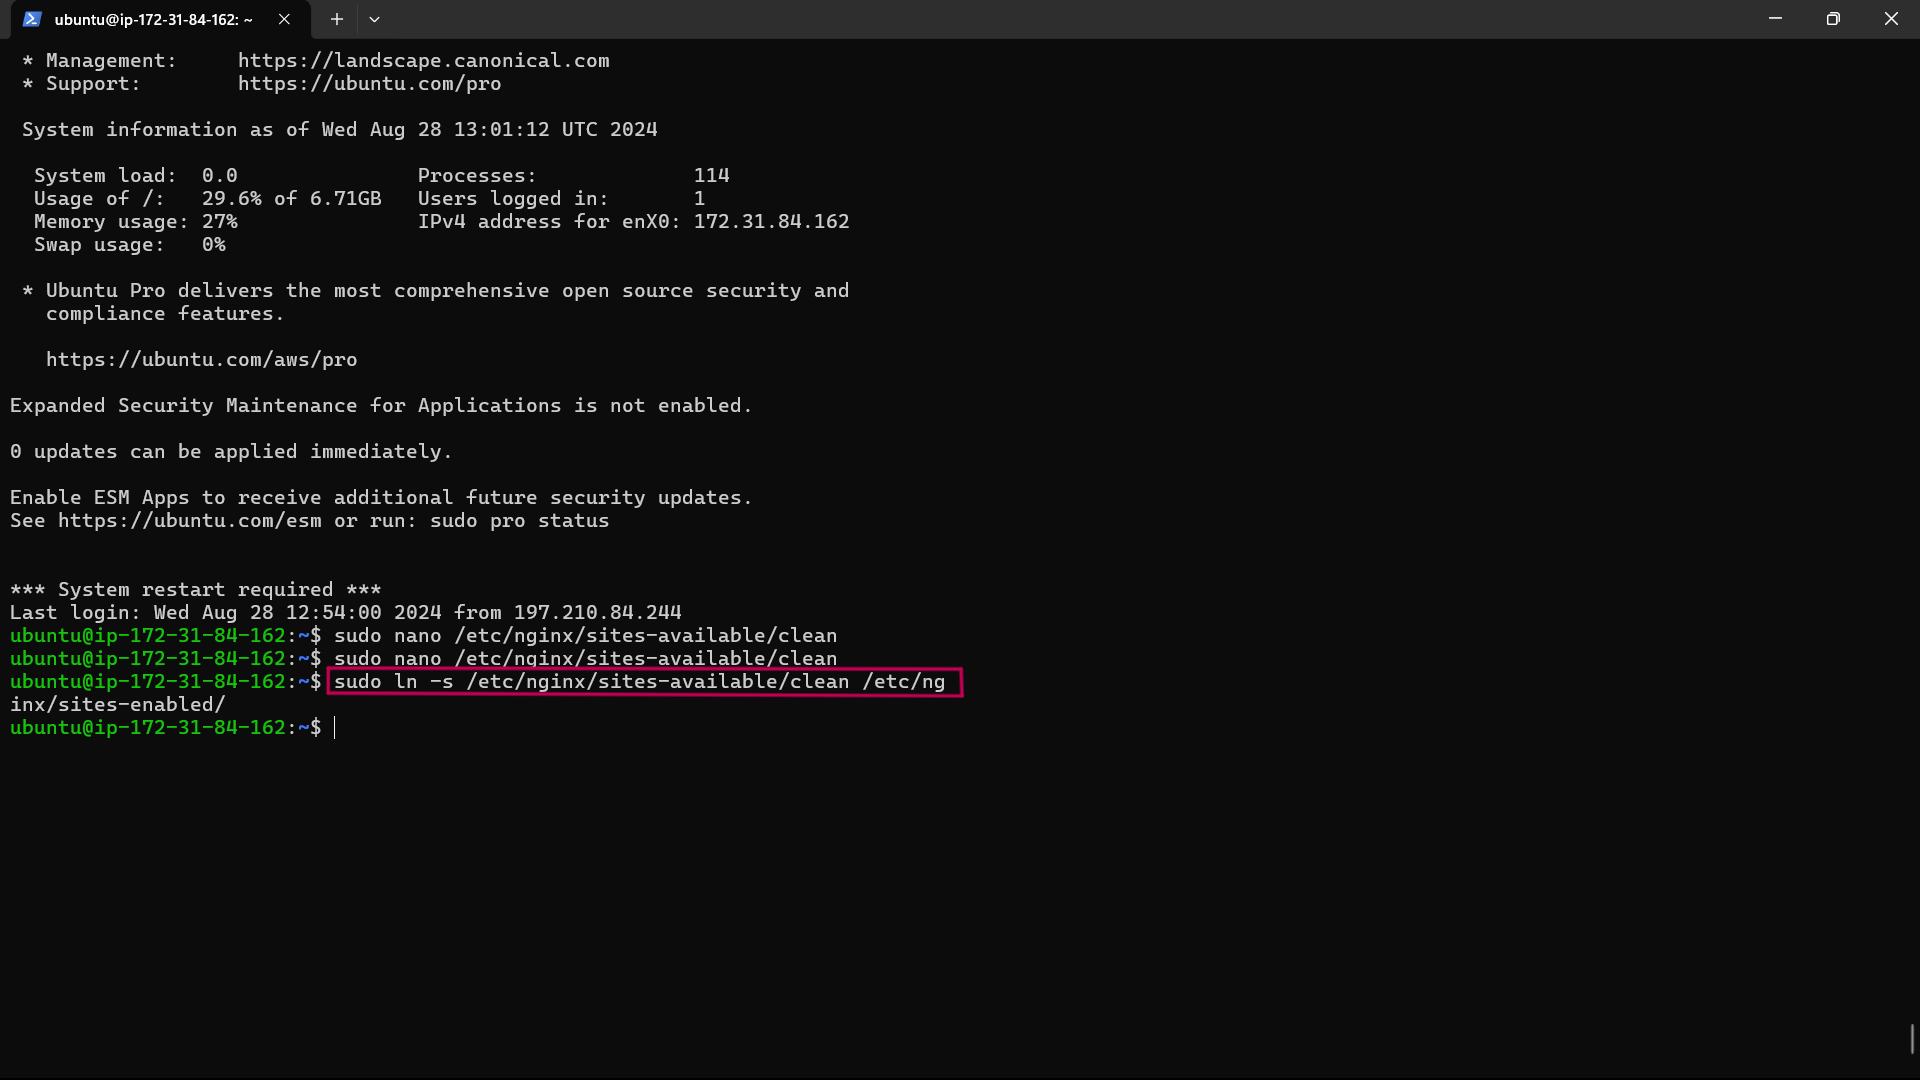 ubuntu@ip-172-31-84-162: ~
* Management:     https://landscape.canonical.com
* Support:        https://ubuntu.com/pro
System information as of Wed Aug 28 13:01:12 UTC 2024
System load:  0.0               Processes:             114
Usage of /:   29.6% of 6.71GB   Users logged in:       1
Memory usage: 27%               IPv4 address for enX0: 172.31.84.162
Swap usage:   0%
* Ubuntu Pro delivers the most comprehensive open source security and
compliance features.
https://ubuntu.com/aws/pro
Expanded Security Maintenance for Applications is not enabled.
0 updates can be applied immediately.
Enable ESM Apps to receive additional future security updates.
See https://ubuntu.com/esm or run: sudo pro status
*** System restart required ***
Last login: Wed Aug 28 12:54:00 2024 from 197.210.84.244
ubuntu@ip-172-31-84-162:~$ sudo nano /etc/nginx/sites-available/clean
ubuntu@ip-172-31-84-162:~$ sudo nano /etc/nginx/sites-available/clean
ubuntu@ip-172-31-84-162:~$ sudo ln -s /etc/nginx/sites-available/clean /etc/ng
inx/sites-enabled/
ubuntu@ip-172-31-84-162:~$